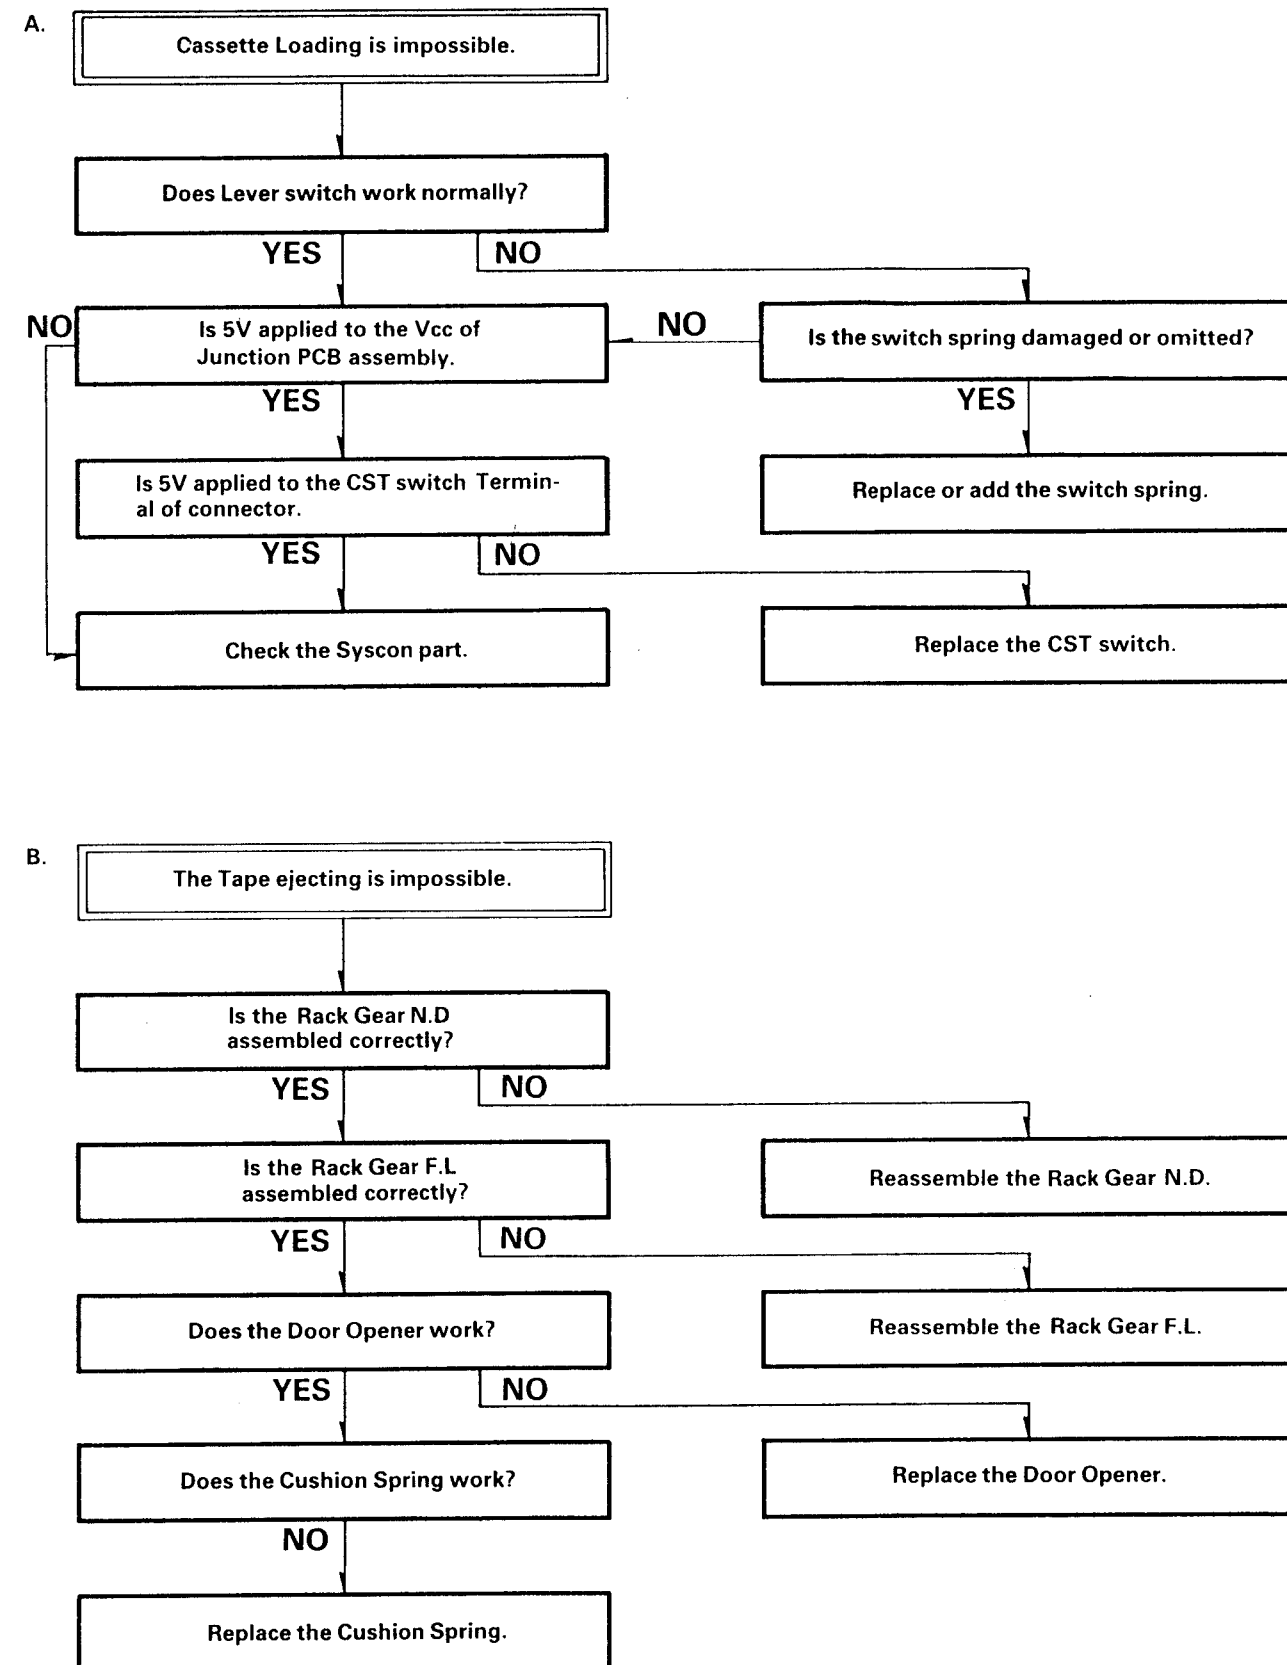 A.
Cassette Loading is impossible.
Does Lever switch work normally?
YES
NO
NO
Is 5V applied to the Vcc of
Junction PCB assembly.
NO
Is the switch spring damaged or omitted?
YES
YES
Is 5V applied to the CST switch Termin-
al of connector.
Replace or add the switch spring.
YES
NO
Check the Syscon part.
Replace the CST switch.
B.
The Tape ejecting is impossible.
Is the Rack Gear N.D
assembled correctly?
YES
NO
Is the Rack Gear F.L
assembled correctly?
Reassemble the Rack Gear N.D.
YES
NO
Does the Door Opener work?
Reassemble the Rack Gear F.L.
YES
NO
Does the Cushion Spring work?
Replace the Door Opener.
NO
Replace the Cushion Spring.